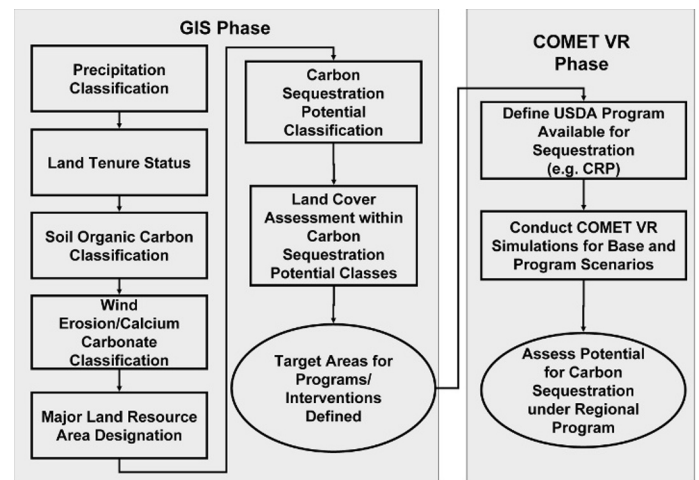 GIS Phase
Precipitation
Classification
Land Tenure Status
Soil Organic Carbon
Classification
Wind
Erosion/Calcium
Carbonate
Classification
Major Land Resource
Area Designation
Carbon
Sequestration
Potential
Classification
Land Cover
Assessment within
Carbon
Sequestration
Potential Classes
Target Areas for
Programs/
Interventions
Defined
COMET VR
Phase
Define USDA Program
Available for
Sequestration
(e.g. CRP)
Conduct COMET VR
Simulations for Base and
Program Scenarios
Assess Potential
for Carbon
Sequestration
under Regional
Program